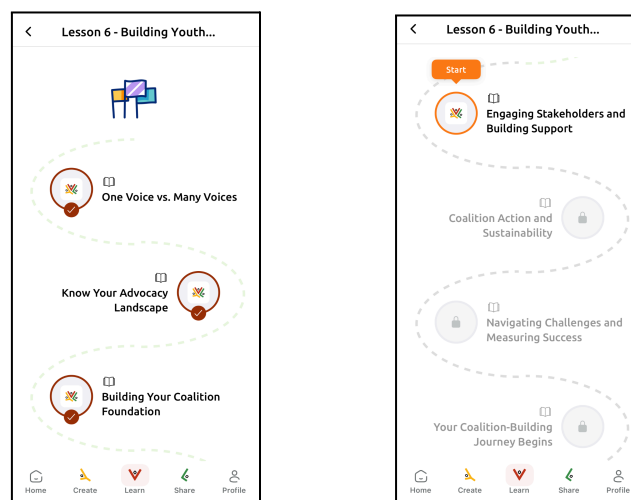 Lesson 6 - Building Youth...
One Voice vs. Many Voices
Know Your Advocacy
Landscape
Building Your Coalition
Foundation
Home
Create
Learn
Share
Profile
Lesson 6 - Building Youth...
Start
Engaging Stakeholders and
Building Support
Coalition Action and
Sustainability
Navigating Challenges and
Measuring Success
Your Coalition-Building
Journey Begins
Home
Create
Learn
Share
Profile